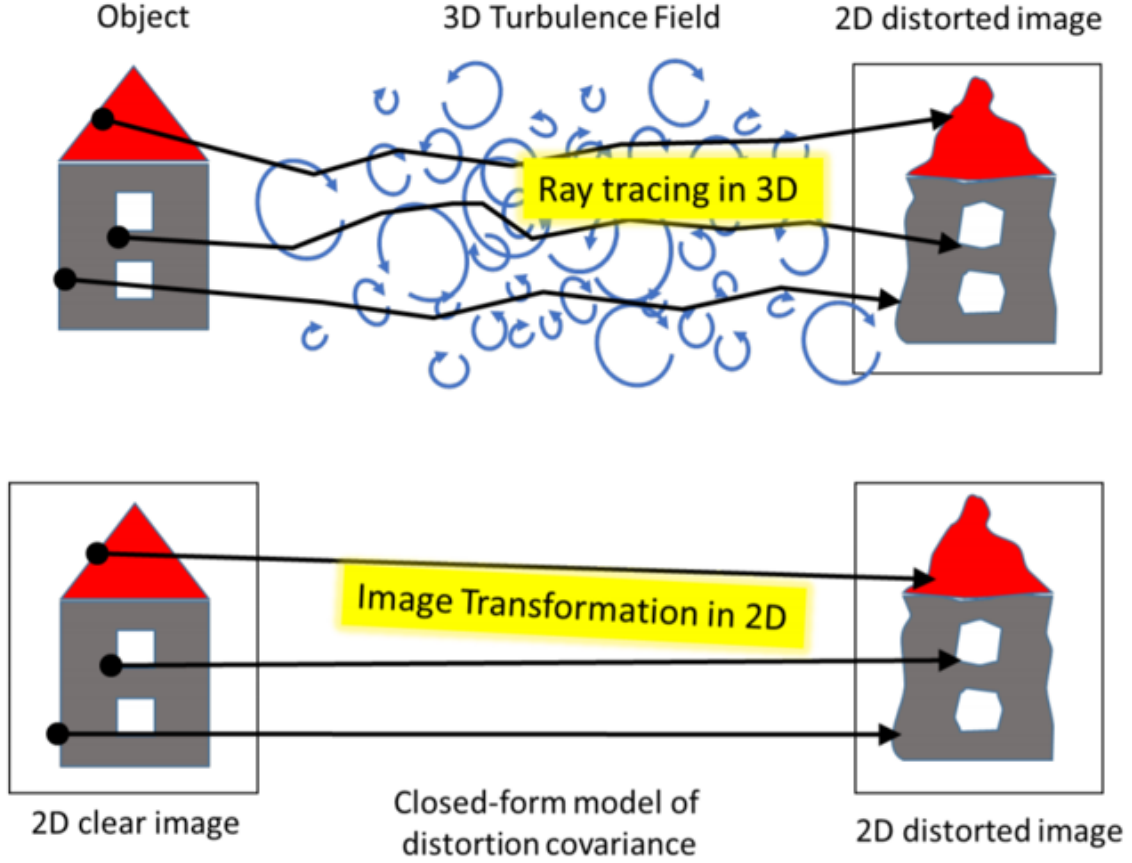 Object
3D Turbulence Field
2D distorted image
Ray tracing in 3D
Image Transformation in 2D
2D clear image
Closed-form model of
distortion covariance
2D distorted image